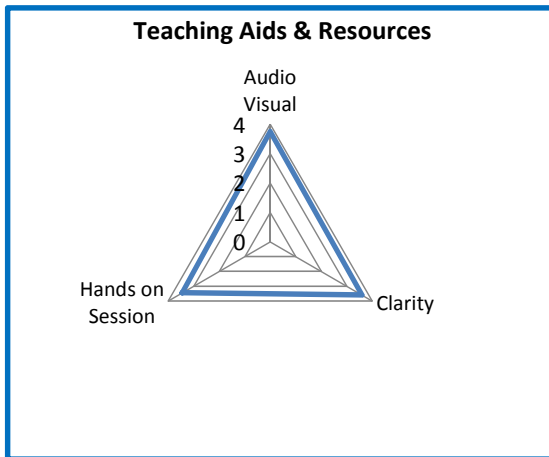 Teaching Aids & Resources
Audio
Visual
4
3
2
1
0
Hands on
Session
Clarity